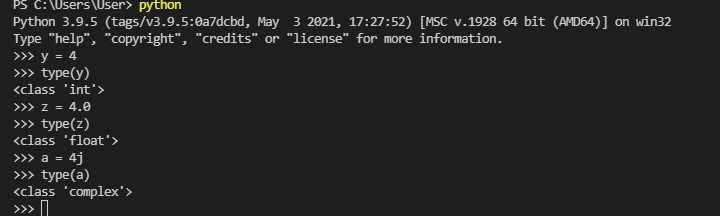 PS C:\Users\User> python
Python 3.9.5 (tags/v3.9.5:0a7dcbd, May  3 2021, 17:27:52) [MSC v.1928 64 bit (AMD64)] on win32
Type "help", "copyright", "credits" or "license" for more information.
>>> y = 4
>>> type(y)
<class 'int'>
>>> z = 4.0
>>> type(z)
<class 'float'>
>>> a = 4j
>>> type(a)
<class 'complex'>
>>>